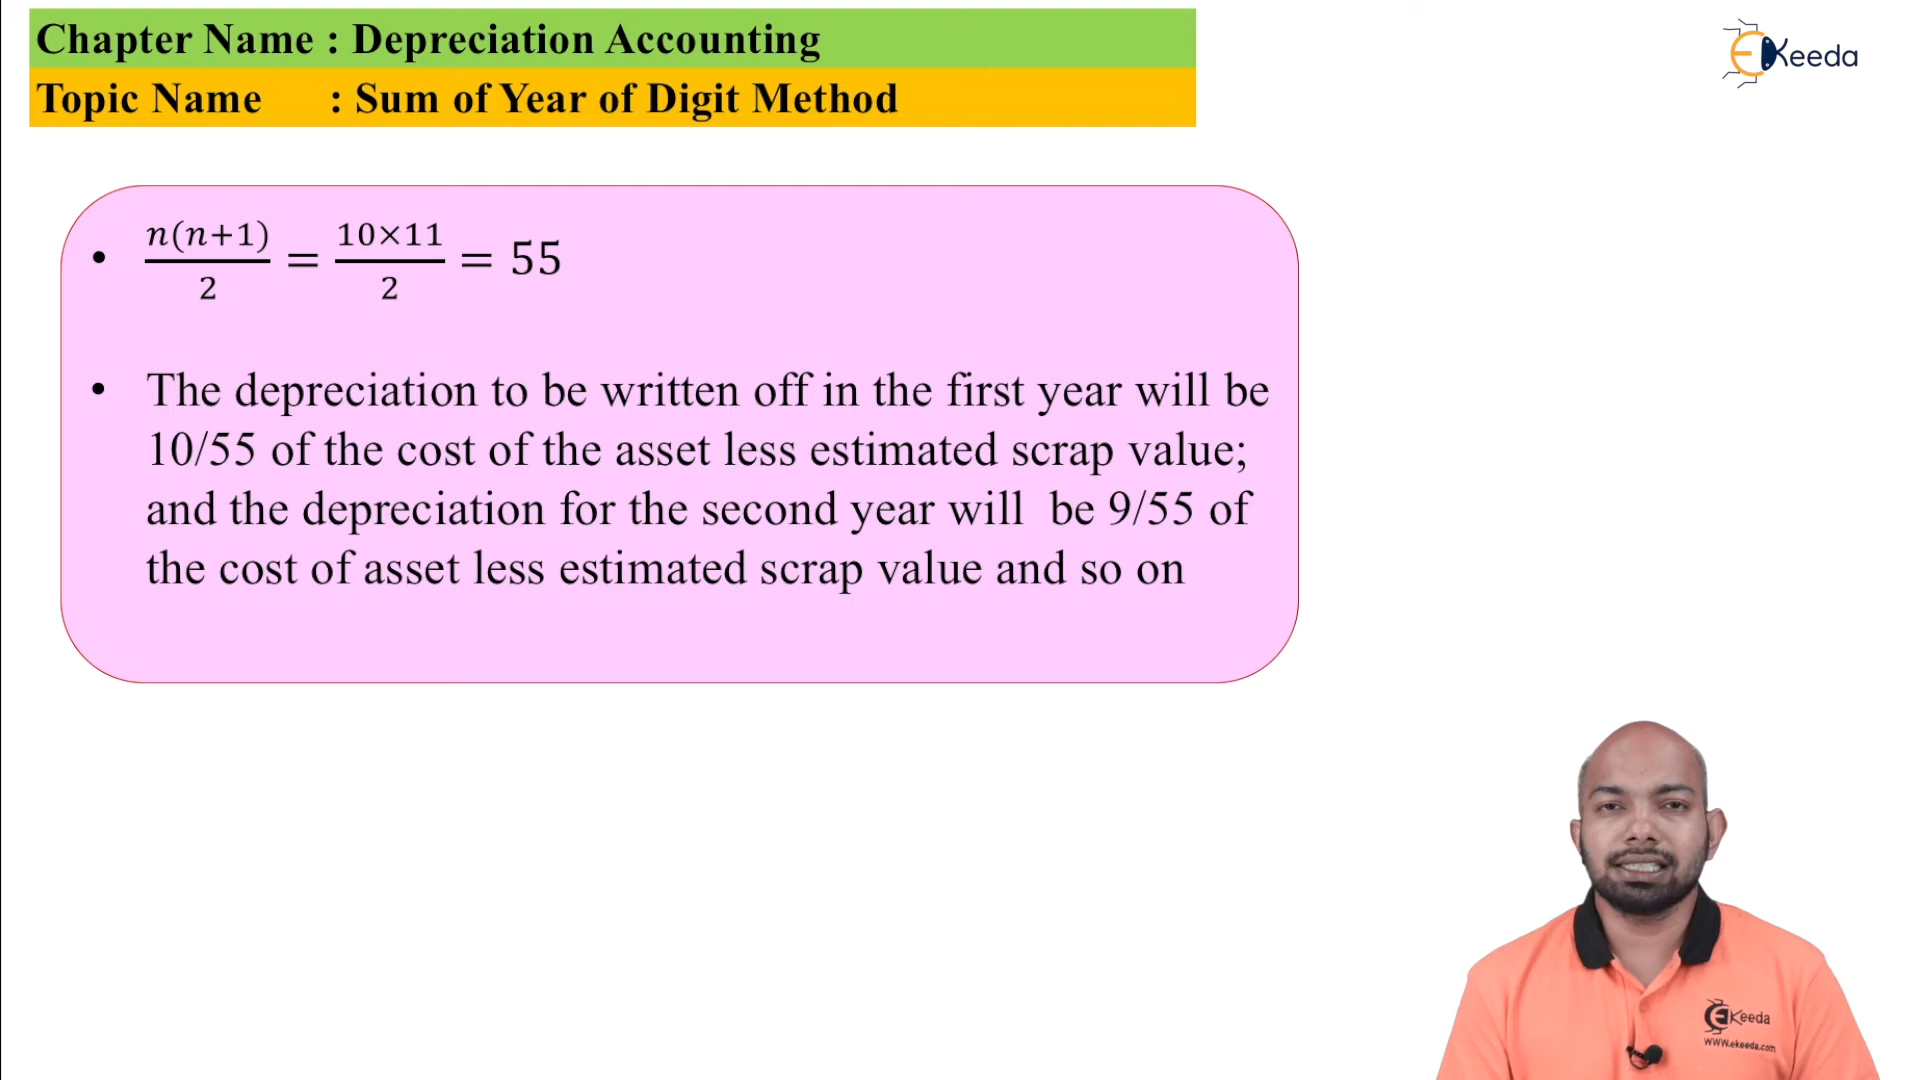 Chapter Name : Depreciation Accounting
Topic Name : Sum of Year of Digit Method
EKeeda
• n(n+1)/2 = 10×11/2 = 55
• The depreciation to be written off in the first year will be
10/55 of the cost of the asset less estimated scrap value;
and the depreciation for the second year will be 9/55 of
the cost of asset less estimated scrap value and so on
EKeeda
WWW.ekeeda.com